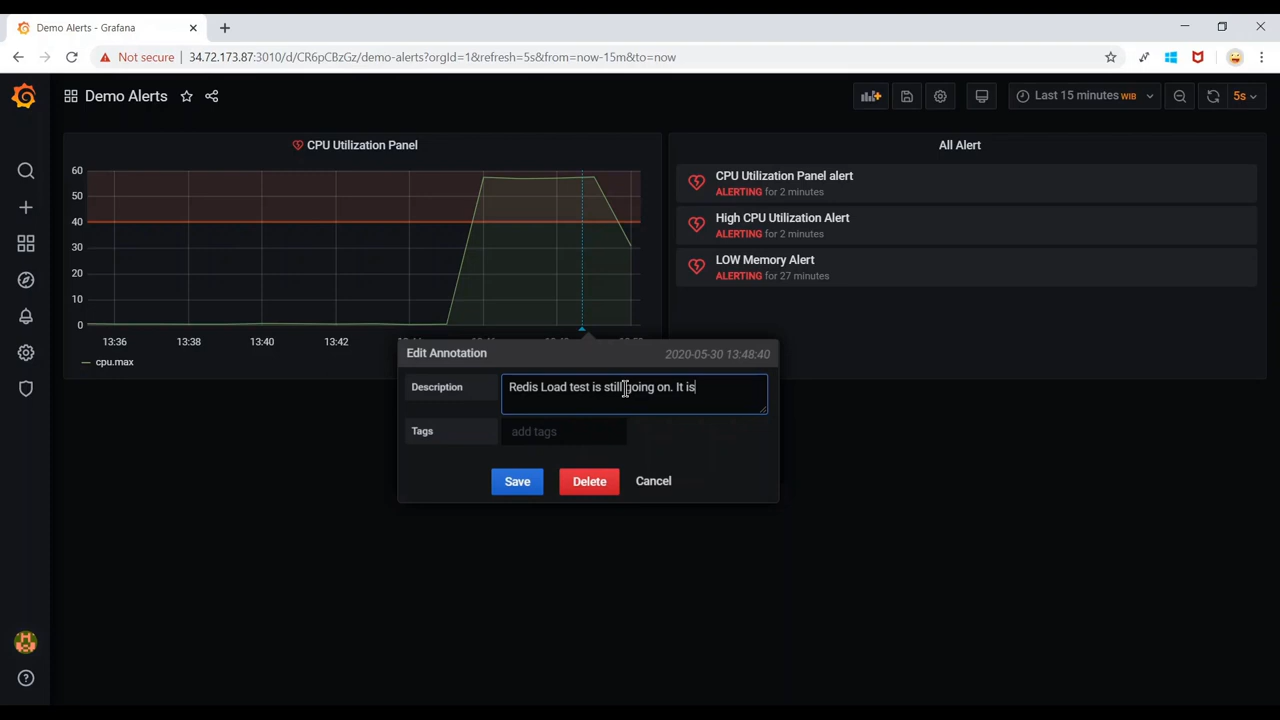 Demo Alerts - Grafana
Not secure
34.72.173.87:3010/d/CR6pCBzGz/demo-alerts?orgId=1&refresh=5s&from=now-15m&to=now
Demo Alerts
Last 15 minutes WIB
5s
CPU Utilization Panel
60
50
40
30
20
10
0
13:36
13:38
13:40
13:42
cpu.max
All Alert
CPU Utilization Panel alert
ALERTING for 2 minutes
High CPU Utilization Alert
ALERTING for 2 minutes
LOW Memory Alert
ALERTING for 27 minutes
Edit Annotation
2020-05-30 13:48:40
Description
Redis Load test is still going on. It is
Tags
add tags
Save
Delete
Cancel